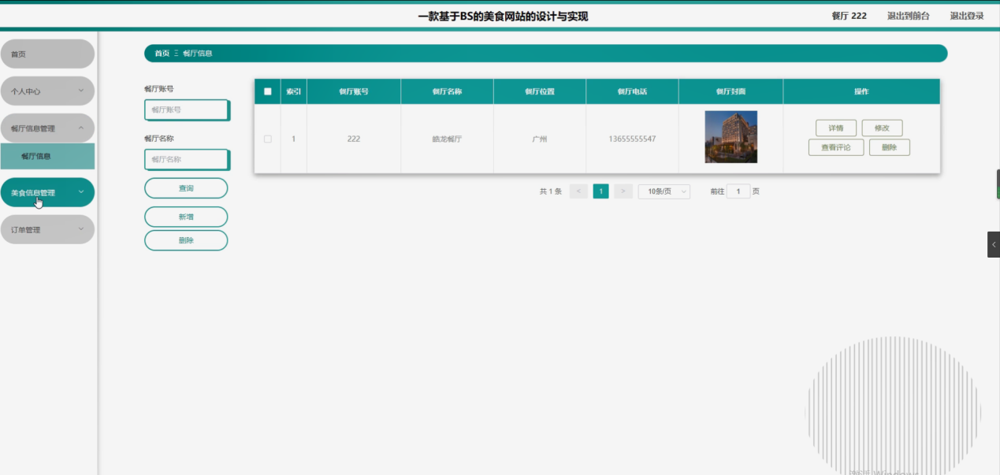 一款基于BS的美食网站的设计与实现
餐厅 222 退出到前台 退出登录
首页
个人中心
餐厅信息管理
餐厅信息
美食信息管理
订单管理
首页 餐厅信息
餐厅账号
餐厅账号
餐厅名称
餐厅名称
查询
新增
删除
索引 餐厅账号 餐厅名称 餐厅位置 餐厅电话 餐厅封面 操作
1 222 皓龙餐厅 广州 13655555547
详情 修改
查看评论 删除
共 1 条 < 1 > 10条/页 前往 1 页
激活 Windows